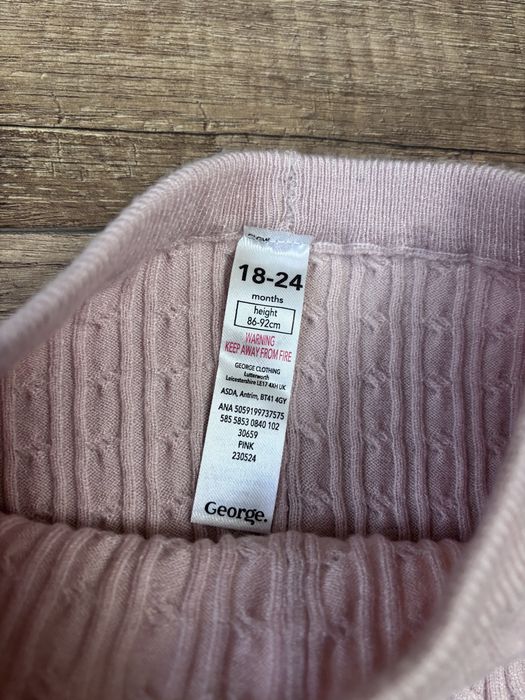 18-24
months
height
86-92cm
WARNING
KEEP AWAY FROM FIRE
GEORGE CLOTHING
Lutterworth
Leicestershire LE17 4XH UK
ASDA, Antrim, BT41 4GY
ANA 5059199737575
585 5853 0840 102
30659
PINK
230524
George.